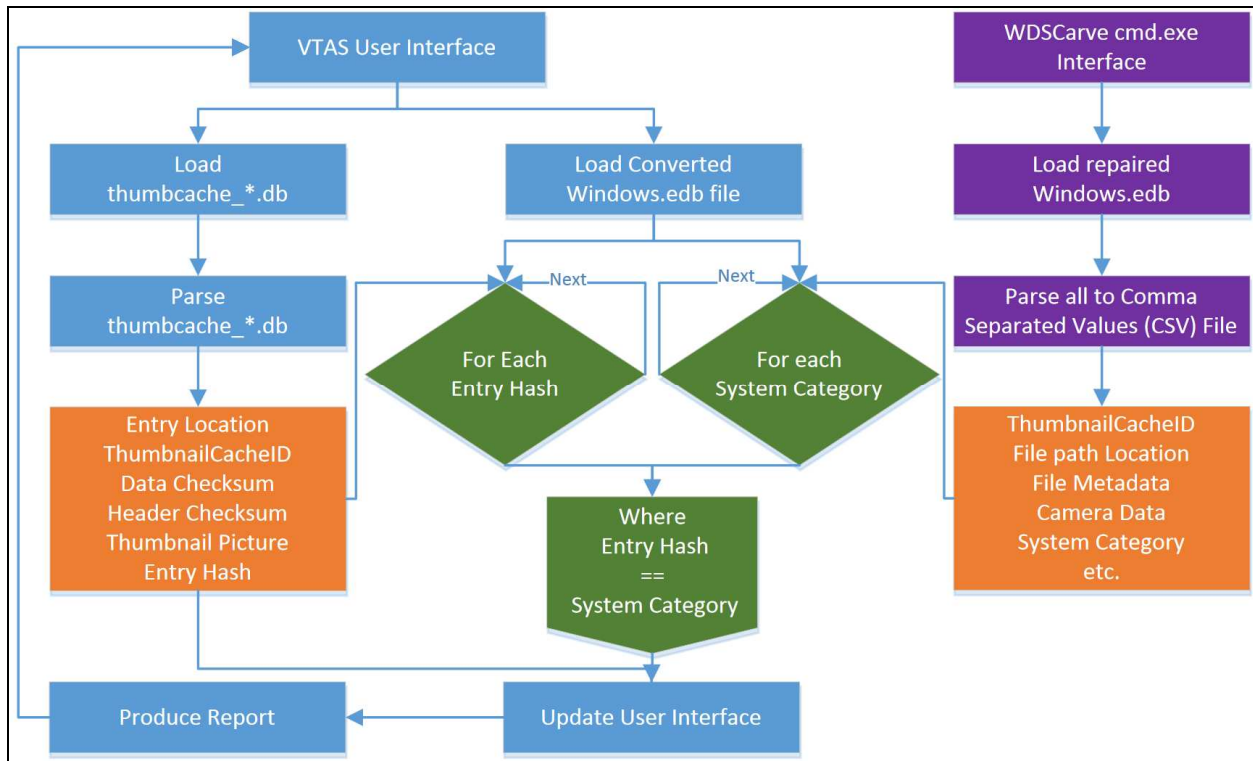 VTAS User Interface
WDSCarve cmd.exe
Interface
Load
thumbcache_*.db
Load Converted
Windows.edb file
Load repaired
Windows.edb
Parse
thumbcache_*.db
Next
Next
Parse all to Comma
Separated Values (CSV) File
For Each
Entry Hash
For each
System Category
Entry Location
ThumbnailCacheID
Data Checksum
Header Checksum
Thumbnail Picture
Entry Hash
ThumbnailCacheID
File path Location
File Metadata
Camera Data
System Category
etc.
Where
Entry Hash
==
System Category
Produce Report
Update User Interface